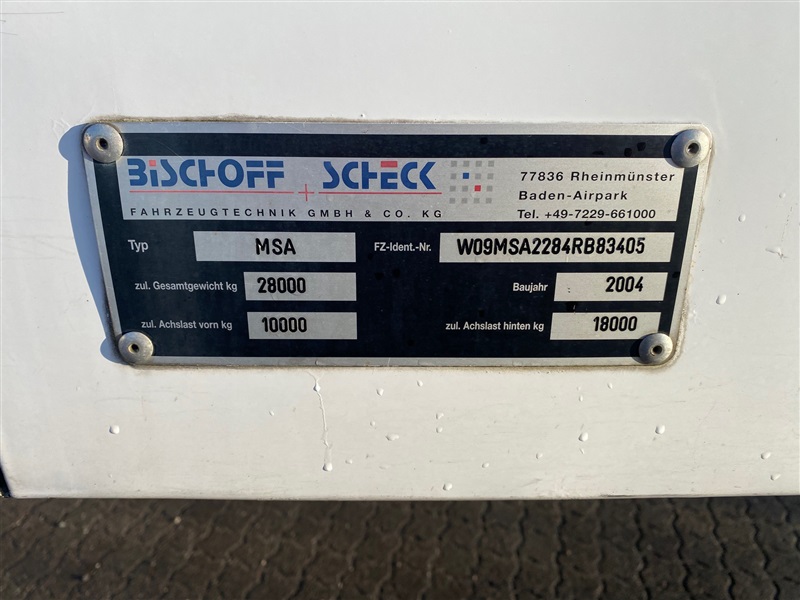 BiSCHOFF + SCHECK
77836 Rheinmünster
Baden-Airpark
FAHRZEUGTECHNIK GMBH & CO. KG
Tel. +49-7229-661000
Typ MSA FZ-Ident.-Nr. W09MSA2284RB83405
zul. Gesamtgewicht kg 28000 Baujahr 2004
zul. Achslast vorn kg 10000 zul. Achslast hinten kg 18000